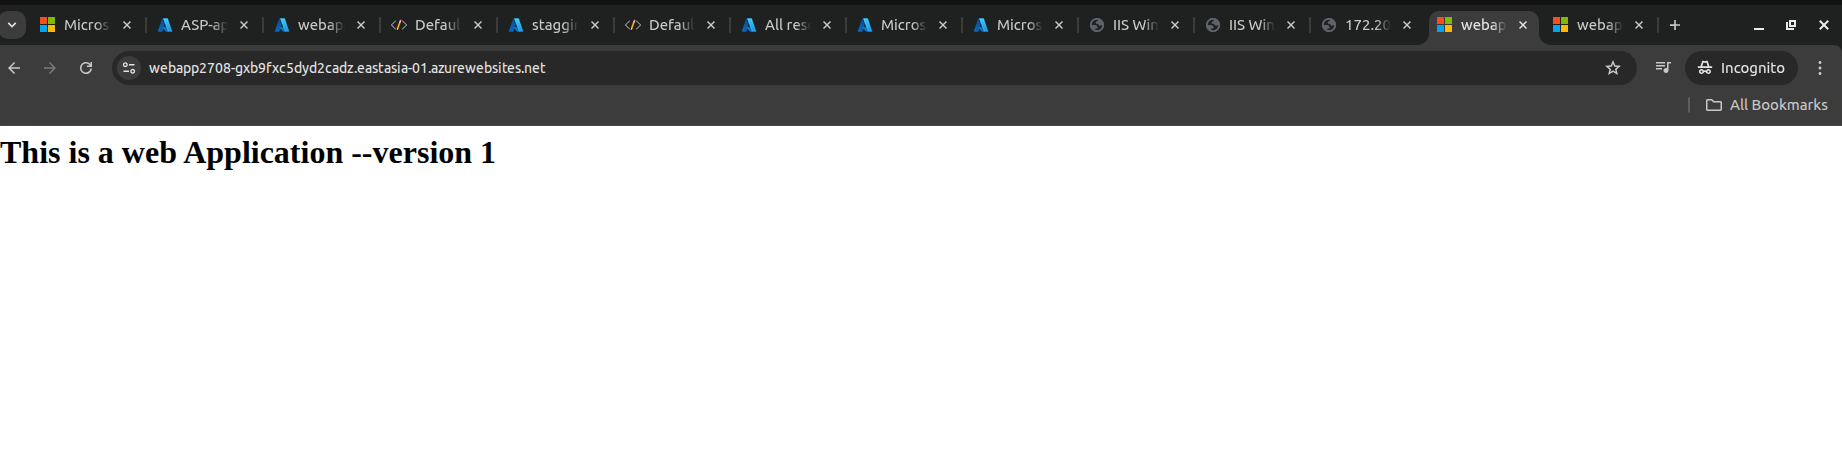 Micros ASP-ap webap Defaul staggin Defaul All res Micros Micros IIS Win IIS Win 172.20 webap webap
webapp2708-gxb9fxc5dyd2cadz.eastasia-01.azurewebsites.net Incognito
All Bookmarks
This is a web Application --version 1